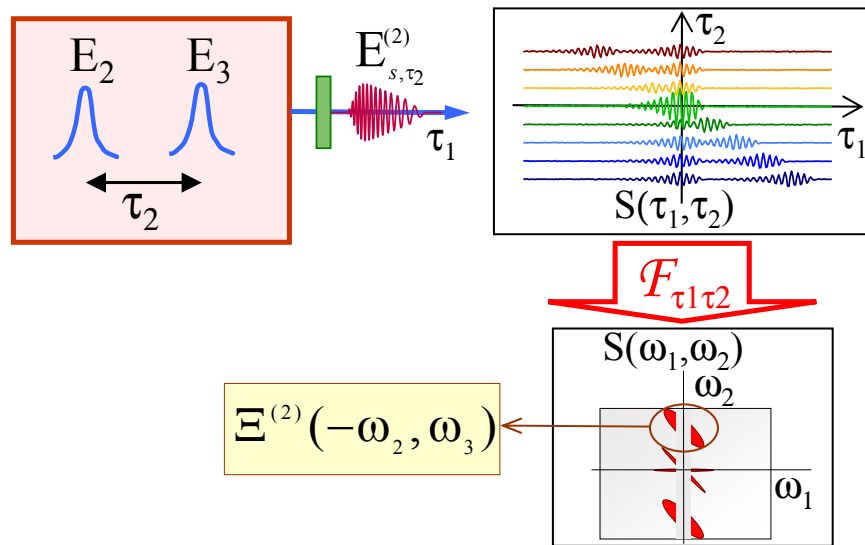 E₂ E₃
τ₂
E⁽²⁾ₛ,τ₂
τ₁
τ₂
τ₁
S(τ₁,τ₂)
ℱτ1τ2
S(ω₁,ω₂)
ω₂
ω₁
Ξ⁽²⁾(−ω₂,ω₃)